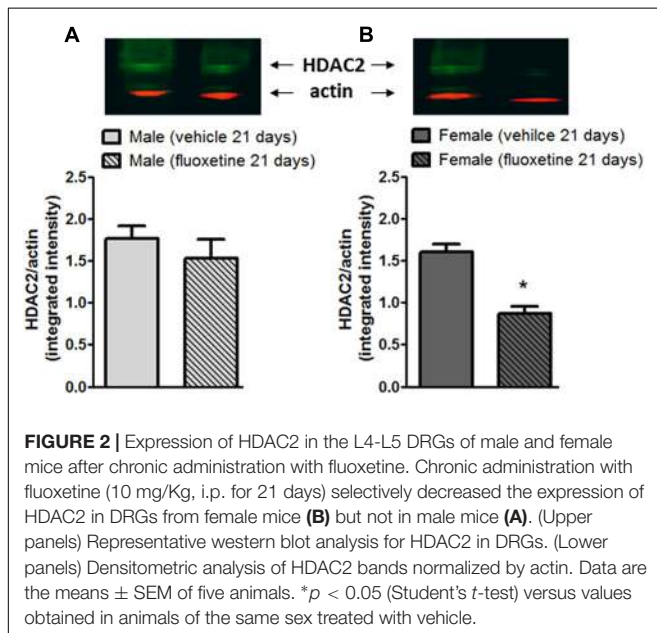 A
B
HDAC2
actin
Male (vehicle 21 days)
Male (fluoxetine 21 days)
Female (vehilce 21 days)
Female (fluoxetine 21 days)
HDAC2/actin
(integrated intensity)
2.5
2.0
1.5
1.0
0.5
0.0
HDAC2/actin
(integrated intensity)
2.5
2.0
1.5
1.0
0.5
0.0
*
FIGURE 2 | Expression of HDAC2 in the L4-L5 DRGs of male and female
mice after chronic administration with fluoxetine. Chronic administration with
fluoxetine (10 mg/Kg, i.p. for 21 days) selectively decreased the expression of
HDAC2 in DRGs from female mice (B) but not in male mice (A). (Upper
panels) Representative western blot analysis for HDAC2 in DRGs. (Lower
panels) Densitometric analysis of HDAC2 bands normalized by actin. Data are
the means ± SEM of five animals. *p < 0.05 (Student's t-test) versus values
obtained in animals of the same sex treated with vehicle.